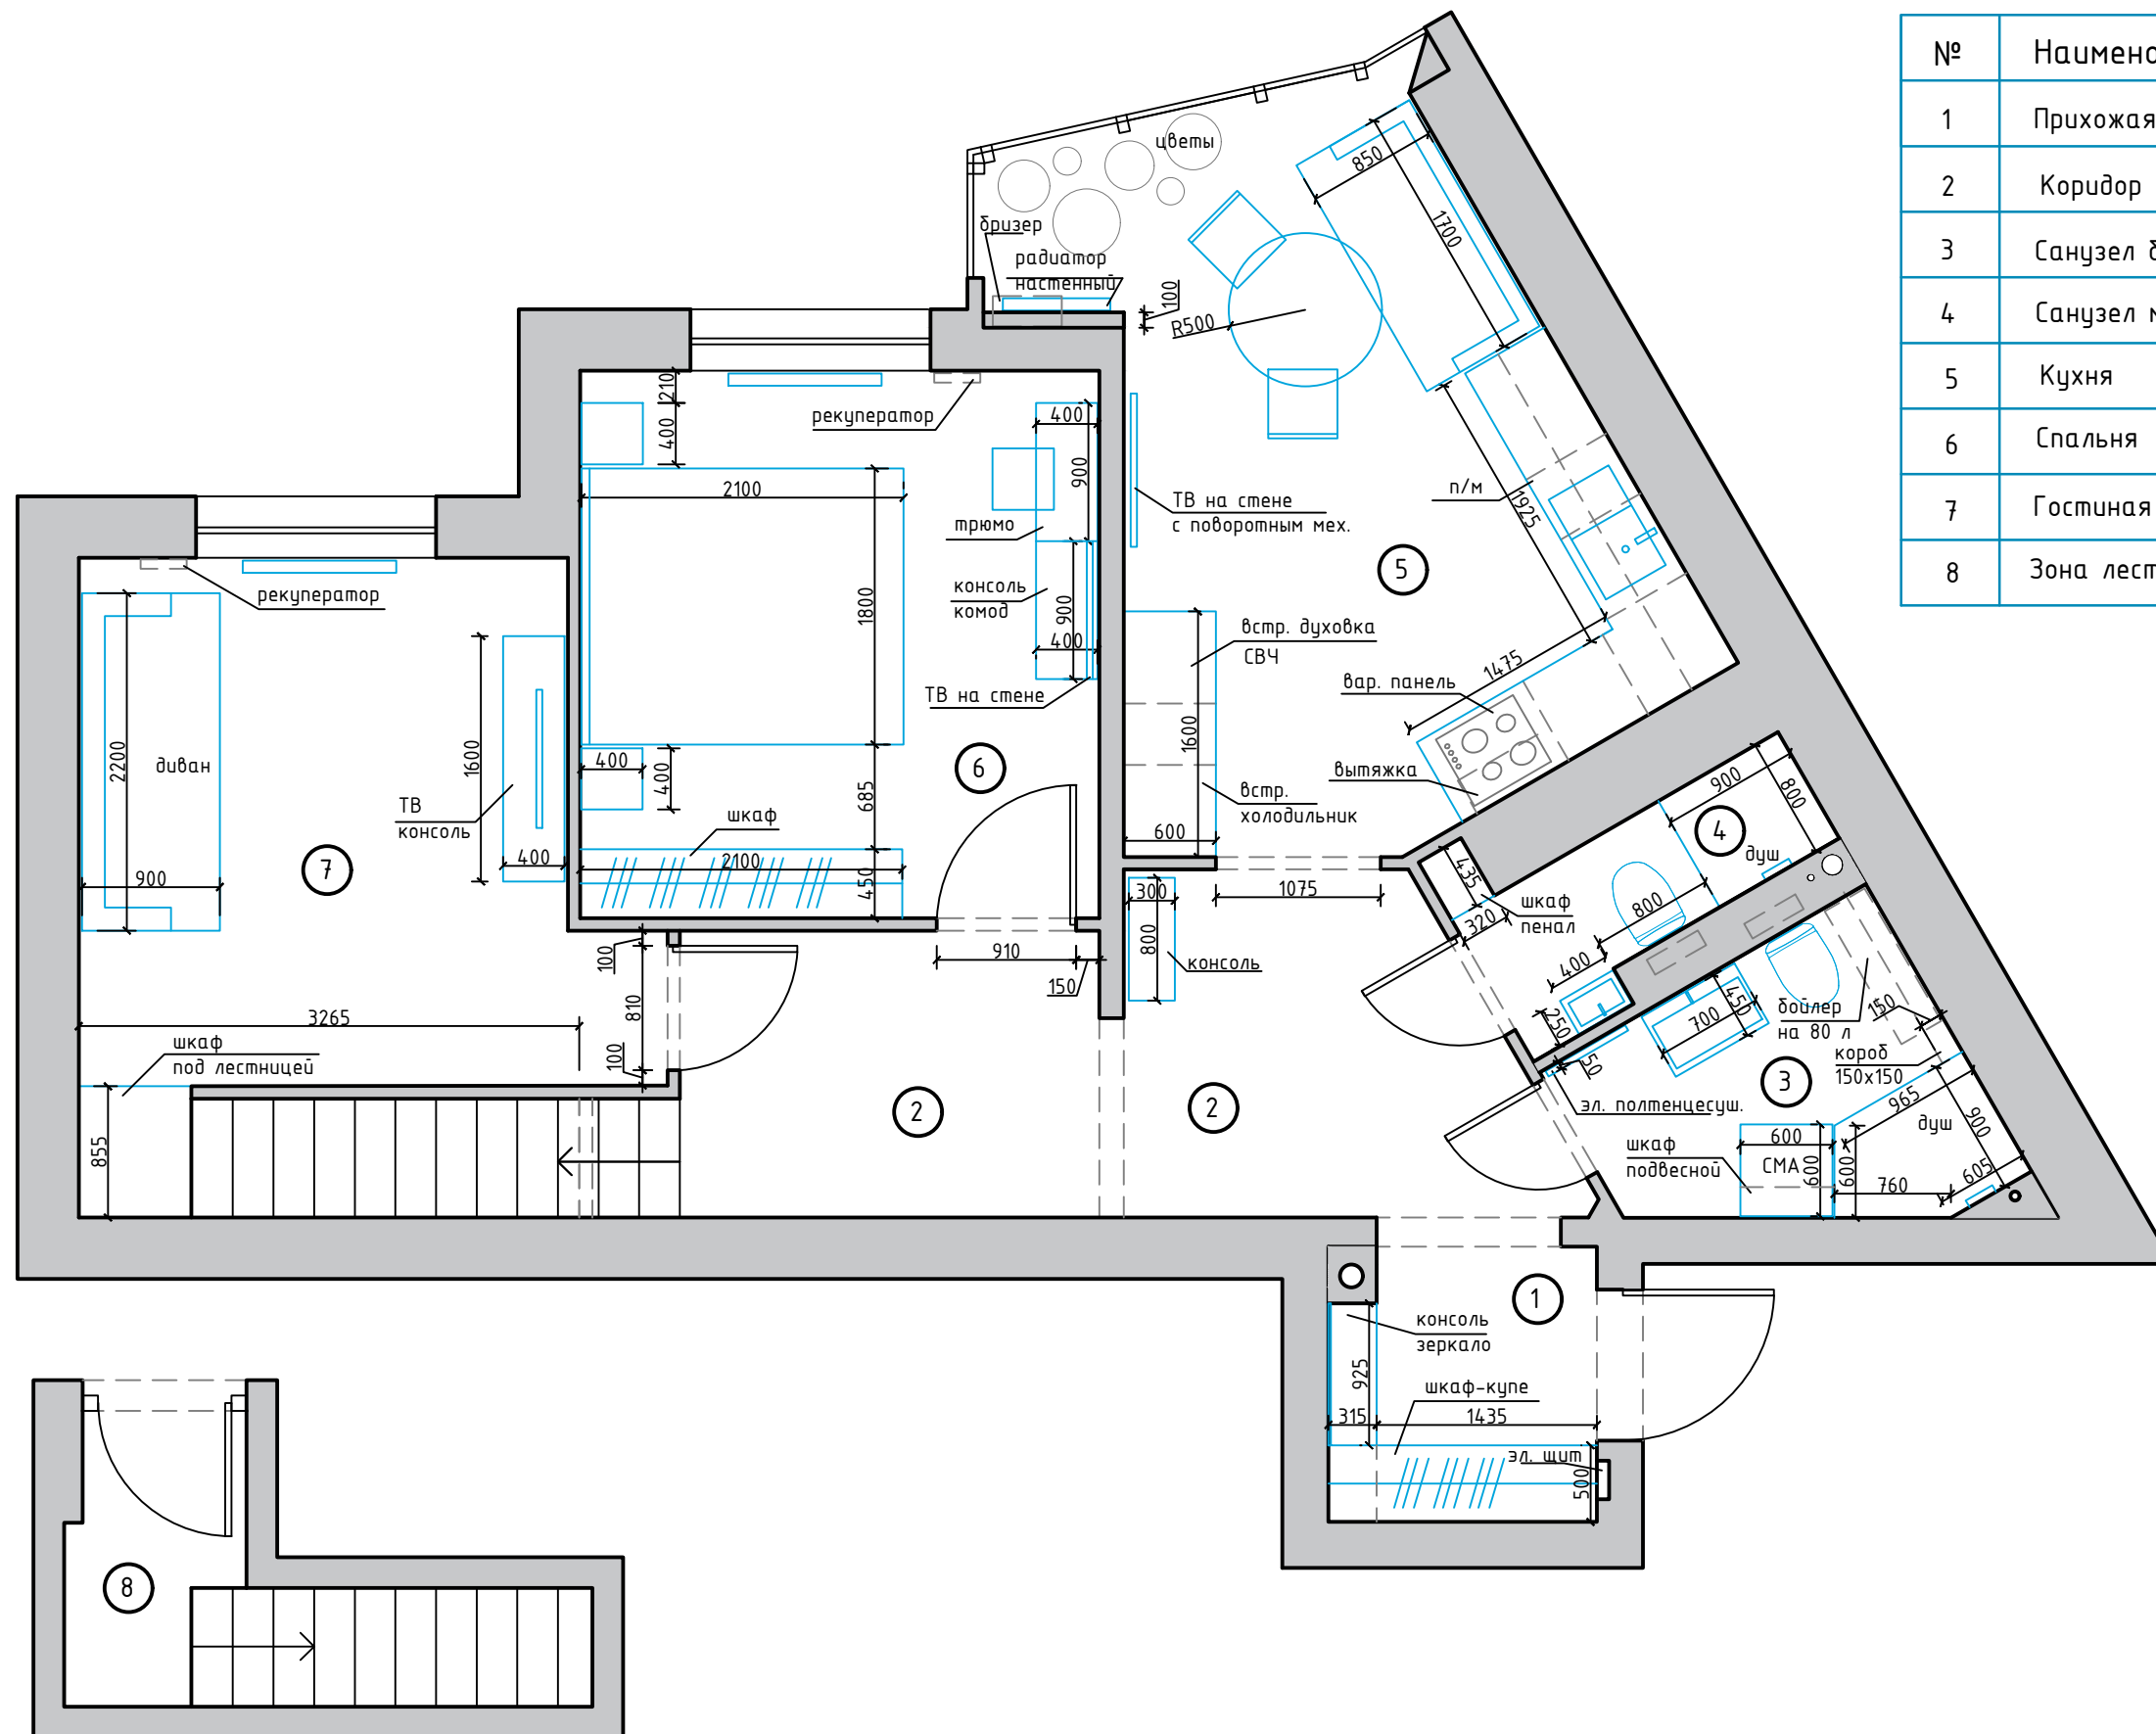 № Наимено
1 Прихожая
2 Коридор
3 Санузел б
4 Санузел м
5 Кухня
6 Спальня
7 Гостиная
8 Зона лест
цветы
850
1700
бризер
радиатор
настенный
100
R500
210
400
рекуператор
400
900
2100
трюмо
ТВ на стене
с поворотным мех.
п/м
1925
5
консоль
комод
900
400
1800
ТВ на стене
рекуператор
2200
диван
1600
ТВ
консоль
400
900
7
400
400
685
6
шкаф
2100
450
встр. духовка
СВЧ
1600
встр.
холодильник
600
1475
вар. панель
вытяжка
1075
900
800
4
душ
435
320
шкаф
пенал
800
400
250
50
300
800
консоль
910
150
100
810
100
3265
шкаф
под лестницей
855
2
2
450
700
бойлер
на 80 л
150
короб
150х150
3
эл. полтенцесуш.
965
900
душ
шкаф
подвесной
600
СМА
600
600
760
605
1
консоль
зеркало
925
шкаф-купе
315
1435
эл. щит
500
8